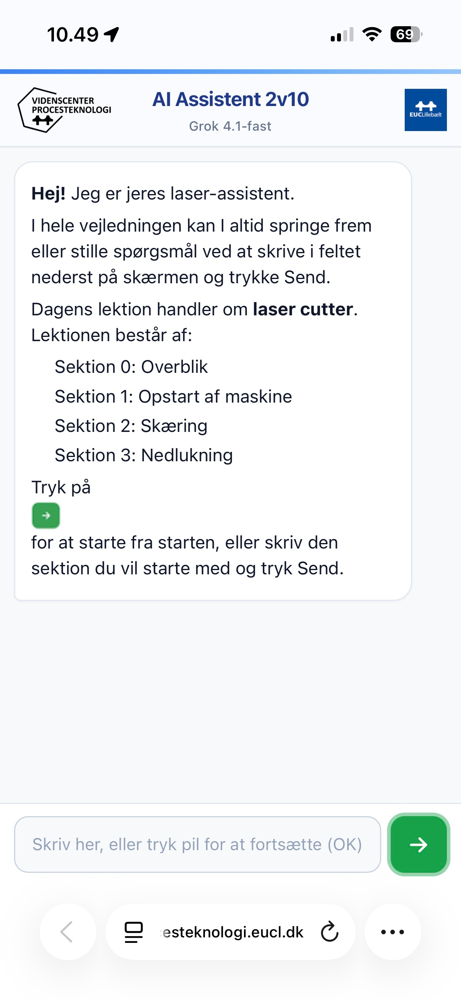 10.49
69
VIDENSCENTER
PROCESTEKNOLOGI
AI Assistent 2v10
Grok 4.1-fast
EUCLillebælt
Hej! Jeg er jeres laser-assistent.
I hele vejledningen kan I altid springe frem
eller stille spørgsmål ved at skrive i feltet
nederst på skærmen og trykke Send.
Dagens lektion handler om laser cutter.
Lektionen består af:
Sektion 0: Overblik
Sektion 1: Opstart af maskine
Sektion 2: Skæring
Sektion 3: Nedlukning
Tryk på
for at starte fra starten, eller skriv den
sektion du vil starte med og tryk Send.
Skriv her, eller tryk pil for at fortsætte (OK)
esteknologi.eucl.dk